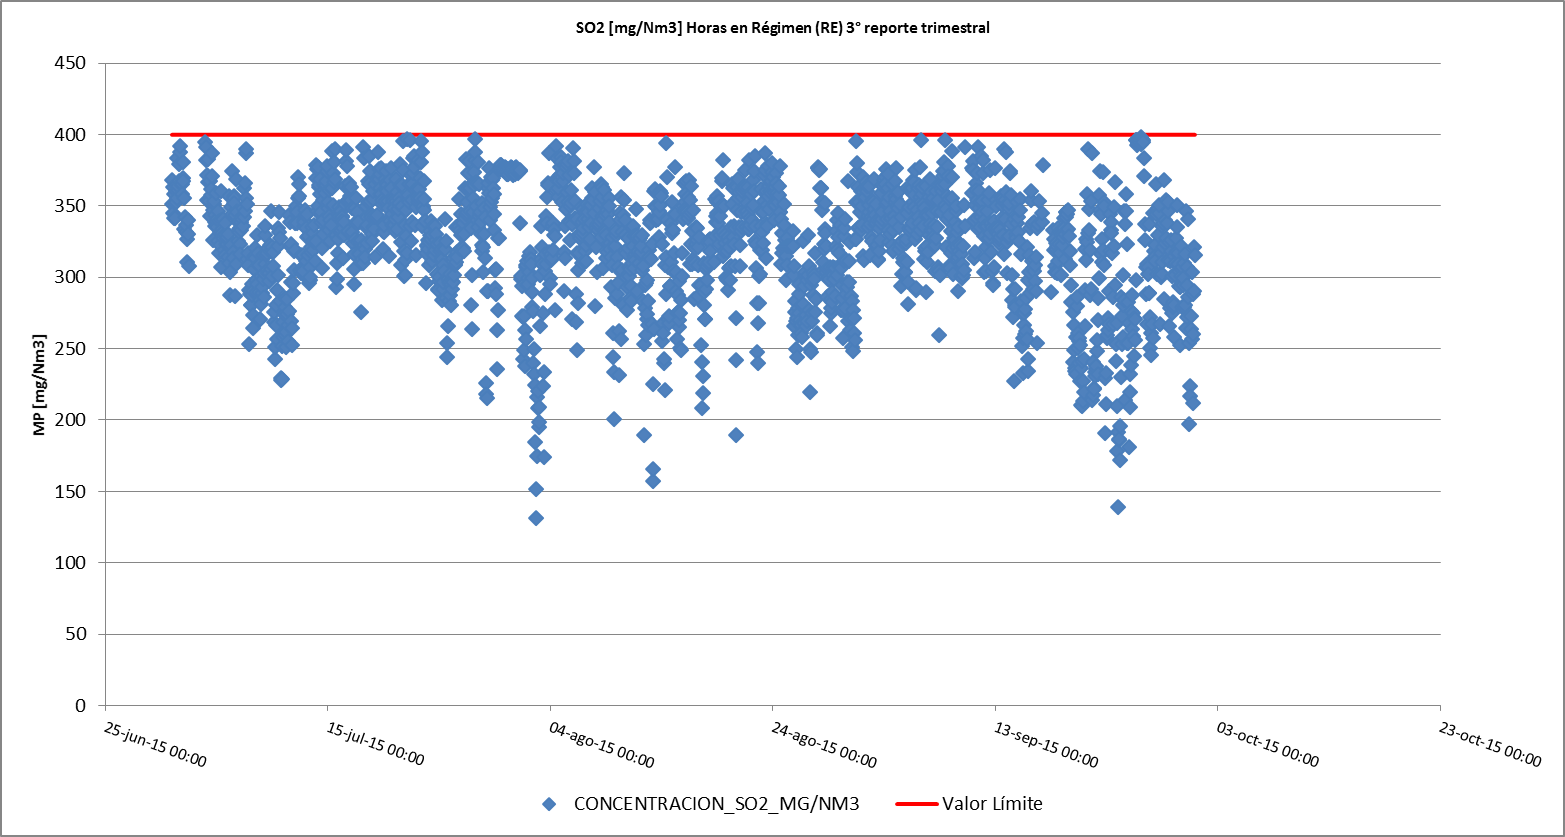 SO2 [mg/Nm3] Horas en Régimen (RE) 3° reporte trimestral
450
400
350
300
250
200
150
100
50
0
MP [mg/Nm3]
25-jun-15 00:00
15-jul-15 00:00
04-ago-15 00:00
24-ago-15 00:00
13-sep-15 00:00
03-oct-15 00:00
23-oct-15 00:00
CONCENTRACION_SO2_MG/NM3
Valor Límite